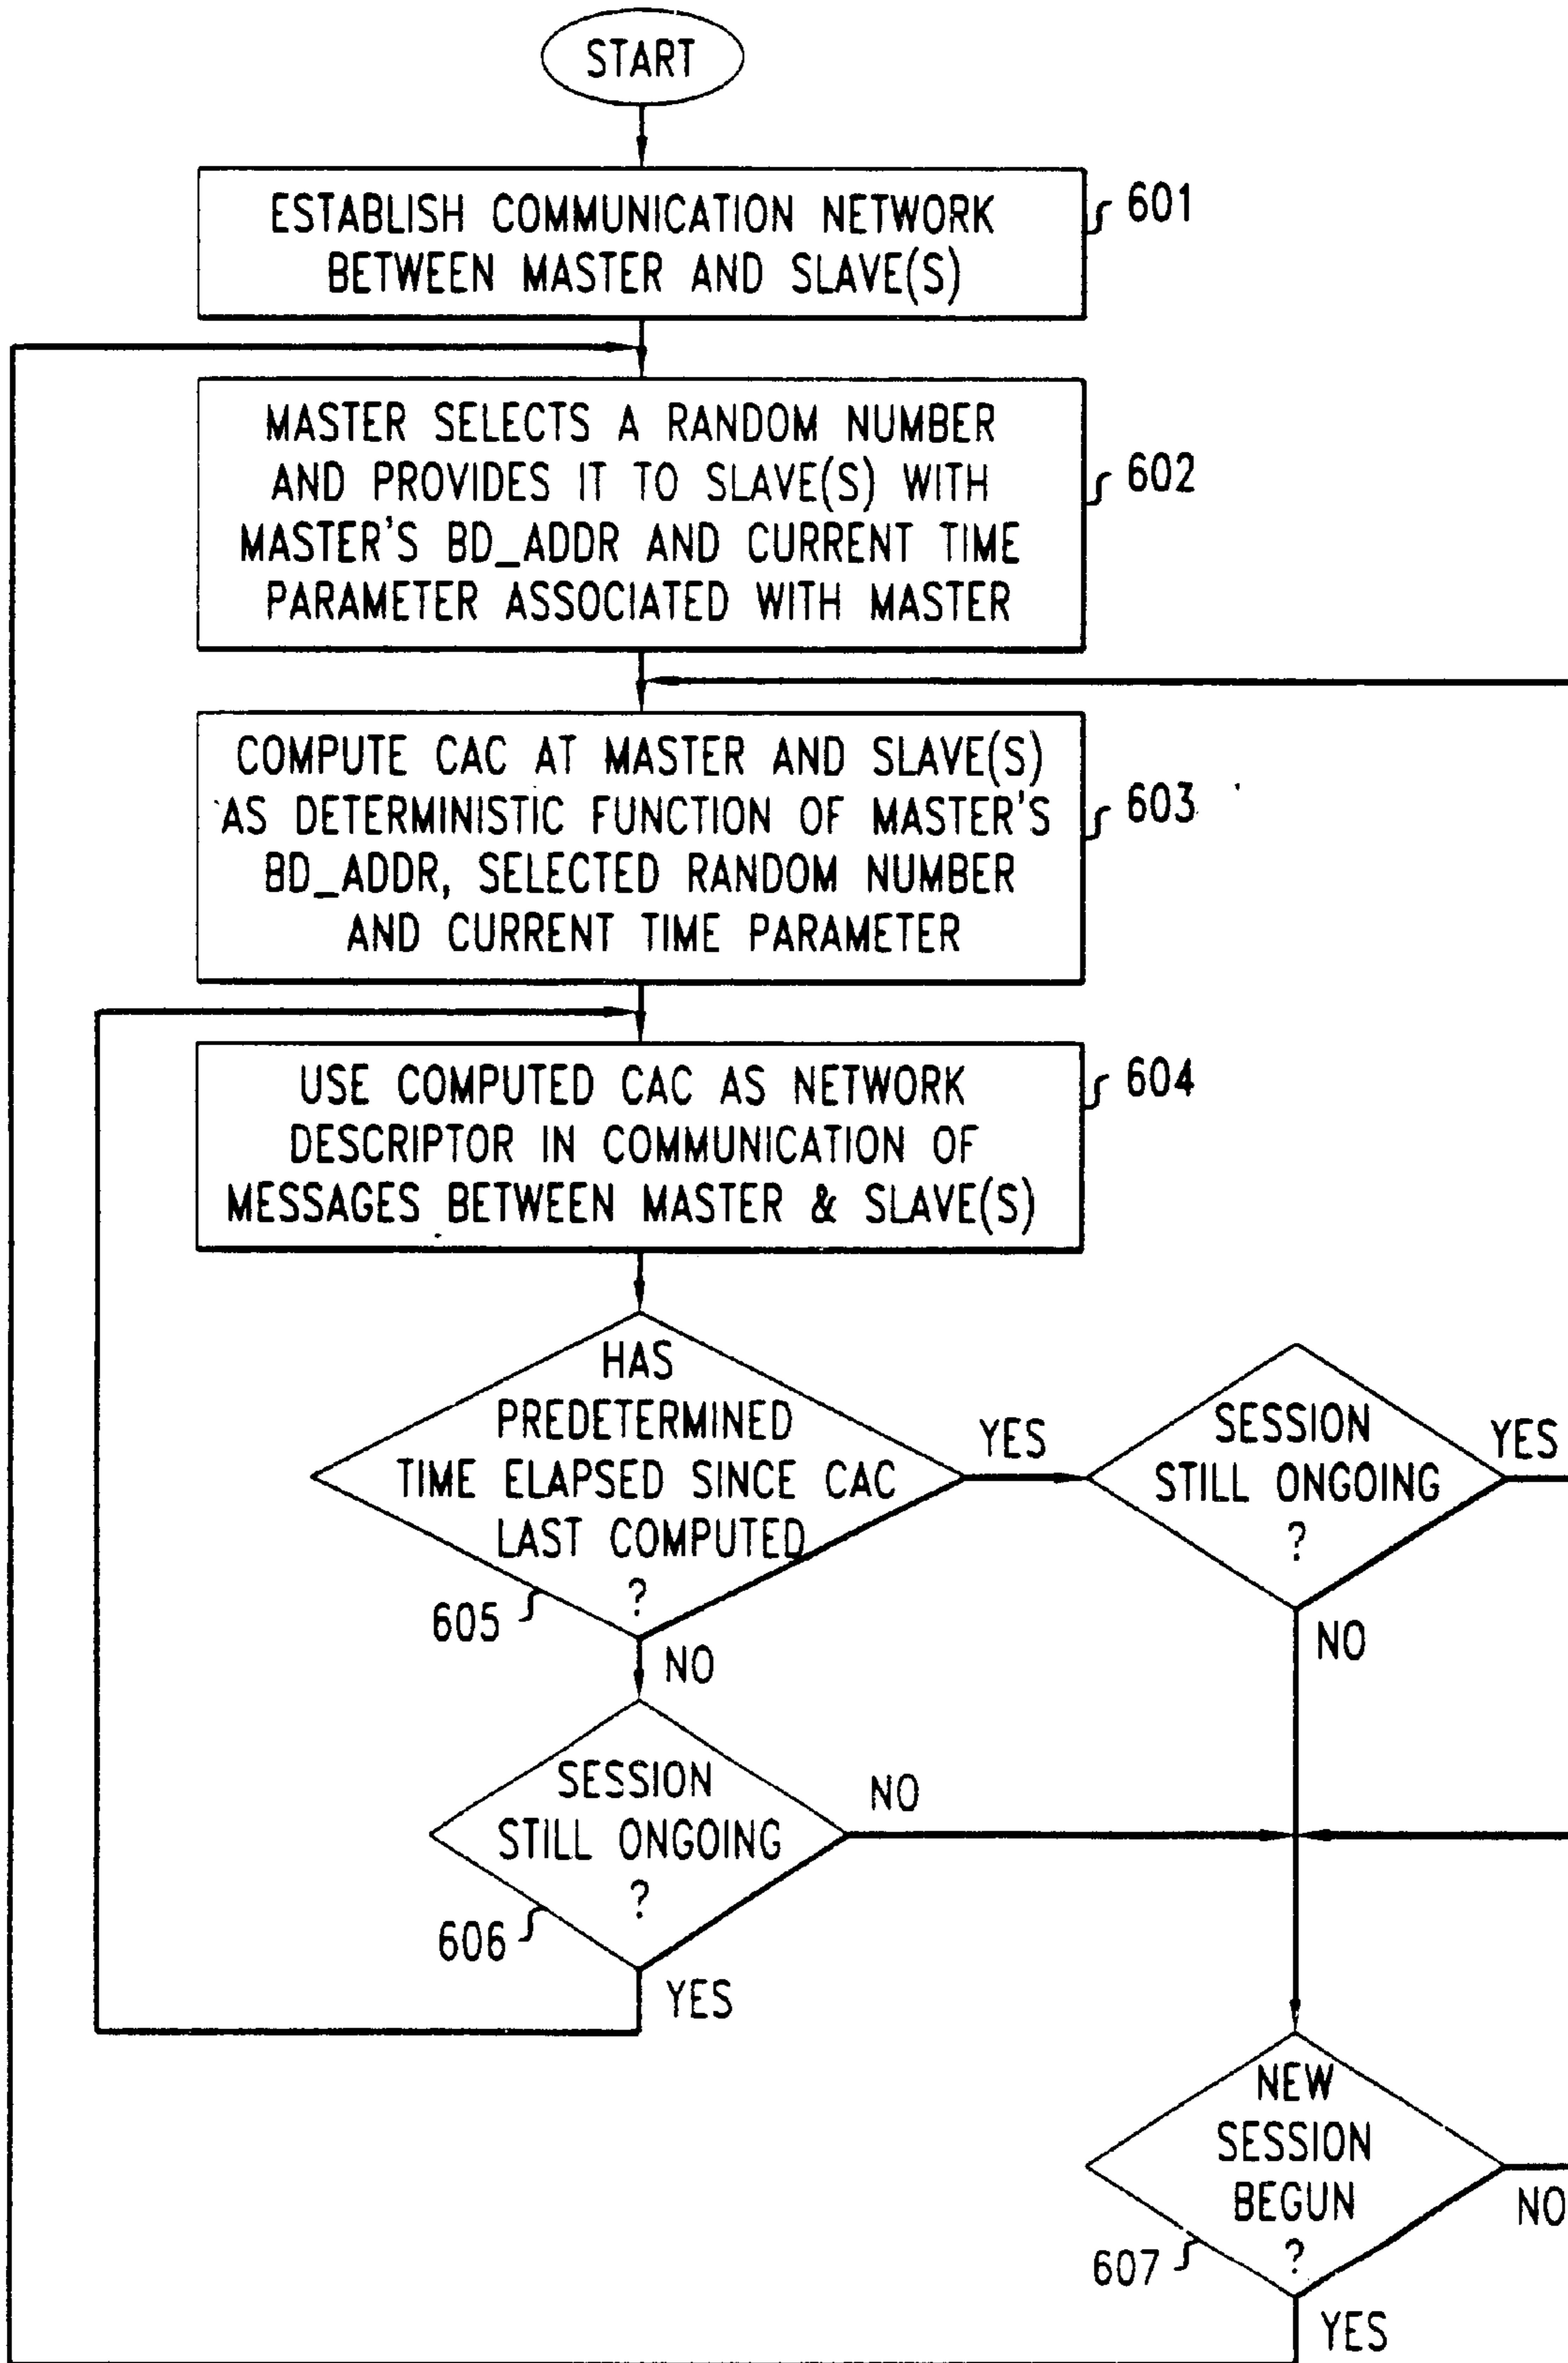 START
ESTABLISH COMMUNICATION NETWORK
BETWEEN MASTER AND SLAVE(S)
601
MASTER SELECTS A RANDOM NUMBER
AND PROVIDES IT TO SLAVE(S) WITH
MASTER'S BD_ADDR AND CURRENT TIME
PARAMETER ASSOCIATED WITH MASTER
602
COMPUTE CAC AT MASTER AND SLAVE(S)
AS DETERMINISTIC FUNCTION OF MASTER'S
BD_ADDR, SELECTED RANDOM NUMBER
AND CURRENT TIME PARAMETER
603
USE COMPUTED CAC AS NETWORK
DESCRIPTOR IN COMMUNICATION OF
MESSAGES BETWEEN MASTER & SLAVE(S)
604
HAS
PREDETERMINED
TIME ELAPSED SINCE CAC
LAST COMPUTED
?
605
YES
NO
SESSION
STILL ONGOING
?
YES
NO
SESSION
STILL ONGOING
?
606
NO
YES
NEW
SESSION
BEGUN
?
607
NO
YES